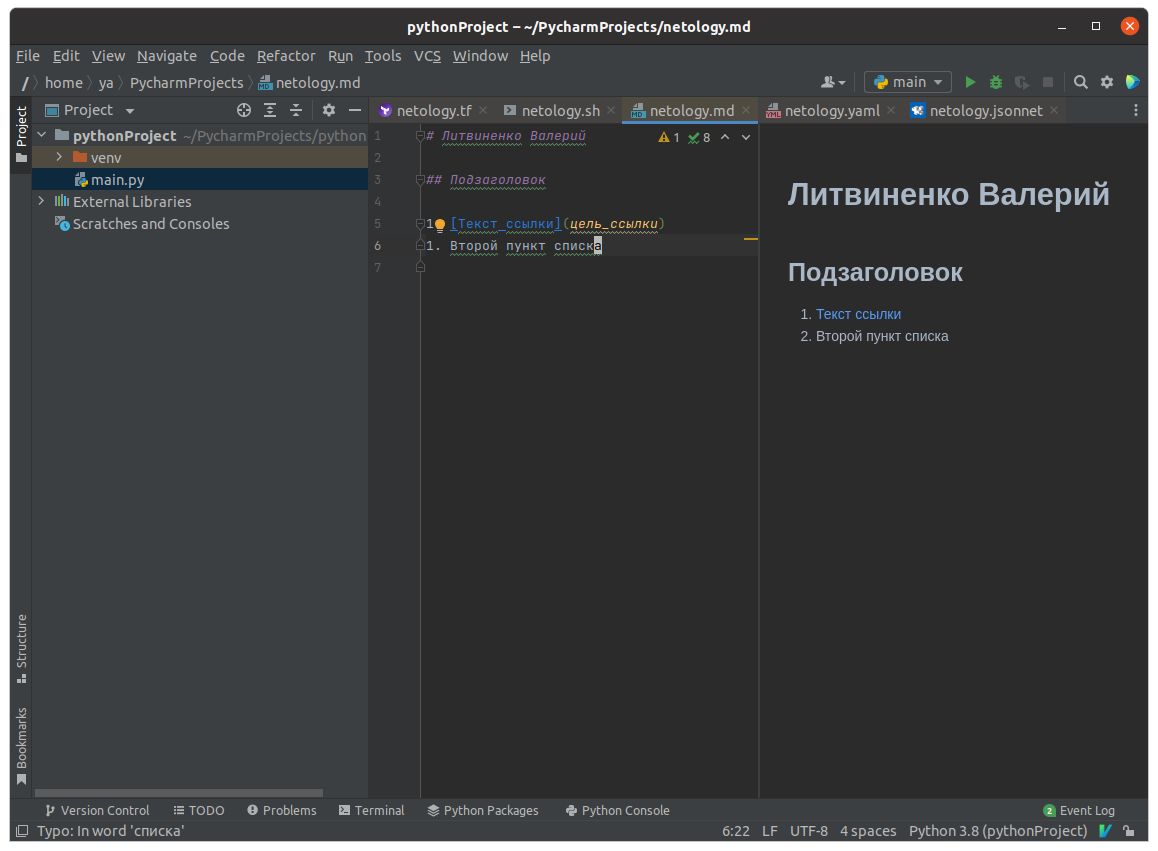 pythonProject – ~/PycharmProjects/netology.md
File Edit View Navigate Code Refactor Run Tools VCS Window Help
/ home ya PycharmProjects netology.md main
Project
Project netology.tf netology.sh netology.md netology.yaml netology.jsonnet
pythonProject ~/PycharmProjects/python
venv
main.py
External Libraries
Scratches and Consoles
1 # Литвиненко Валерий 1 8
2
3 ## Подзаголовок
4
5 1 [Текст_ссылки](цель_ссылки)
6 1. Второй пункт списка
7
Литвиненко Валерий
Подзаголовок
1. Текст ссылки
2. Второй пункт списка
Structure
Bookmarks
Version Control TODO Problems Terminal Python Packages Python Console 2 Event Log
Typo: In word 'списка' 6:22 LF UTF-8 4 spaces Python 3.8 (pythonProject)